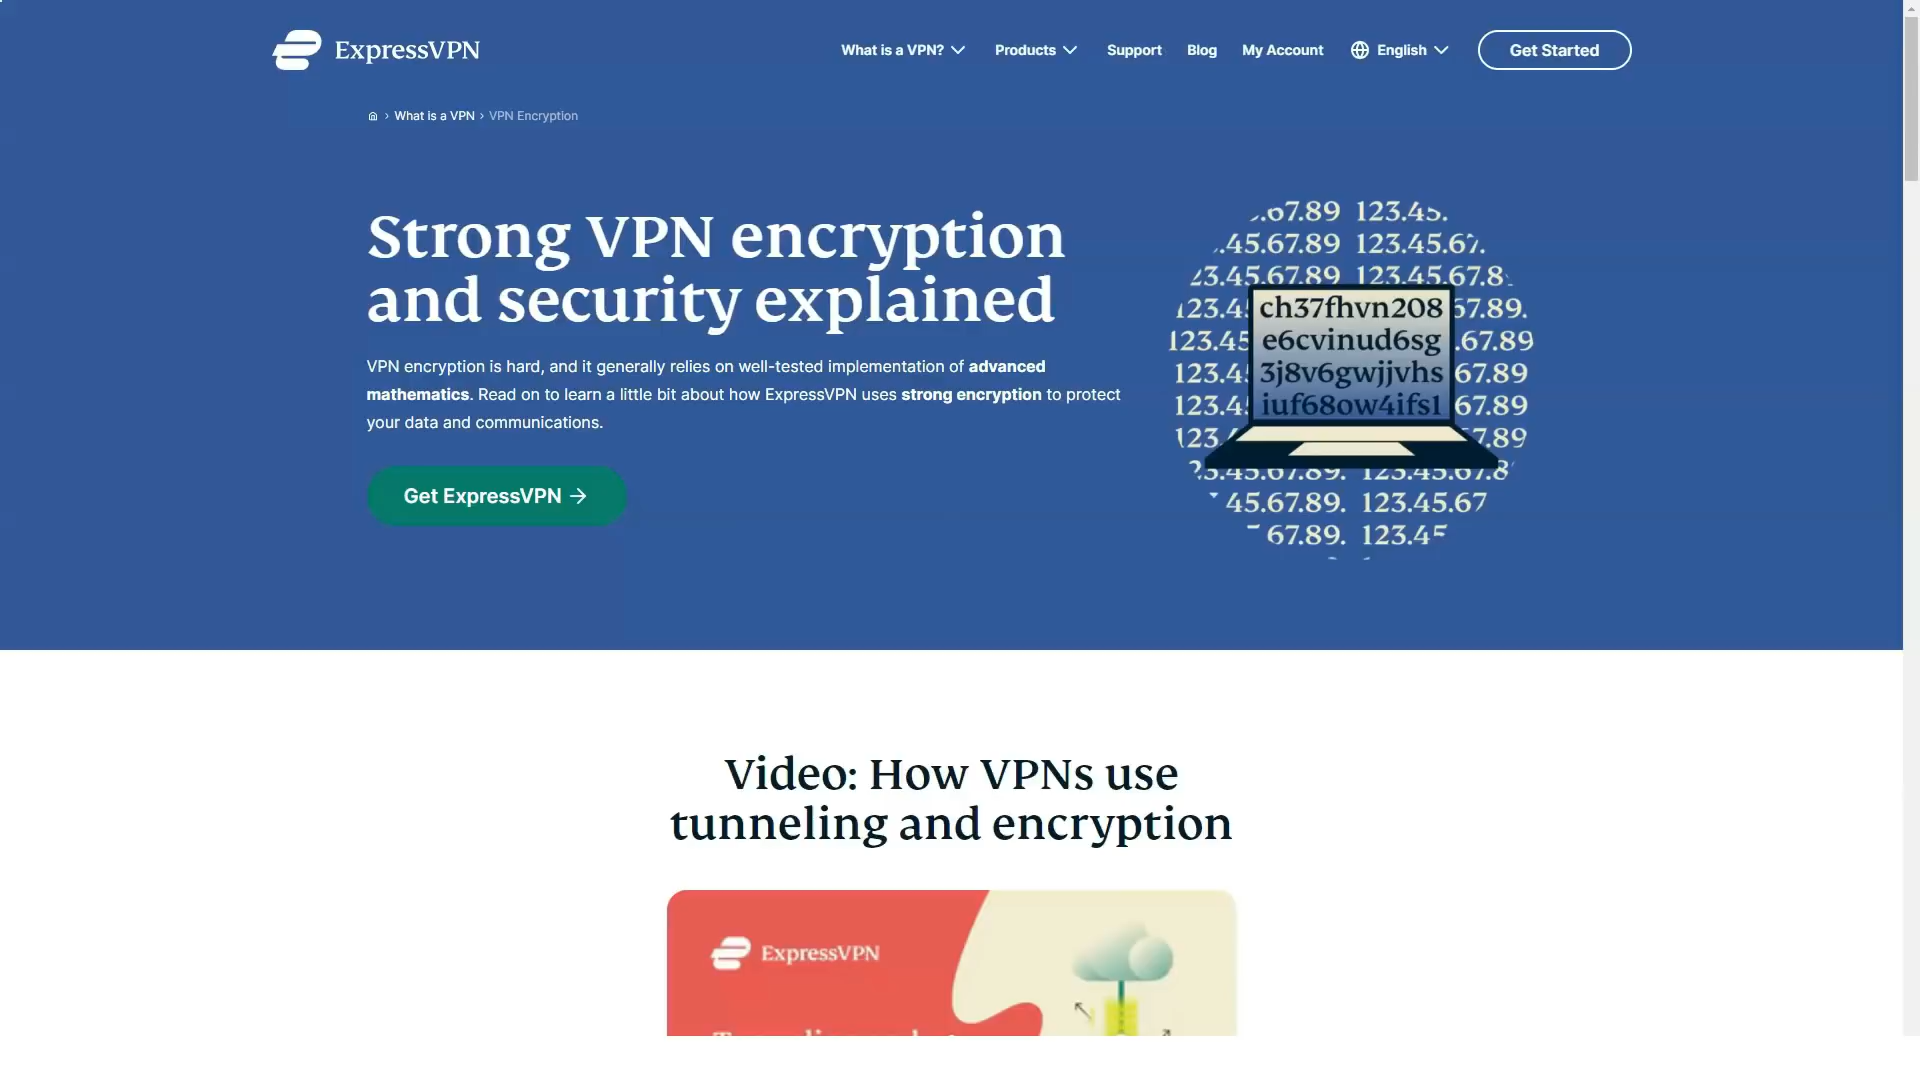 ExpressVPN
What is a VPN?
Products
Support
Blog
My Account
English
Get Started
What is a VPN › VPN Encryption
Strong VPN encryption
and security explained
VPN encryption is hard, and it generally relies on well-tested implementation of advanced
mathematics. Read on to learn a little bit about how ExpressVPN uses strong encryption to protect
your data and communications.
Get ExpressVPN →
.67.89 123.45.
.45.67.89 123.45.67.
23.45.67.89 123.45.67.8
123.4 ch37fhvn208 67.89.
123.45 e6cvinud6sg .67.89
123.4 3j8v6gwjjvhs 67.89
123.4 iuf68ow4ifs1 67.89
123. 7.89
23.45.67.89. 123.45.67.8
45.67.89. 123.45.67
67.89. 123.45
Video: How VPNs use
tunneling and encryption
ExpressVPN